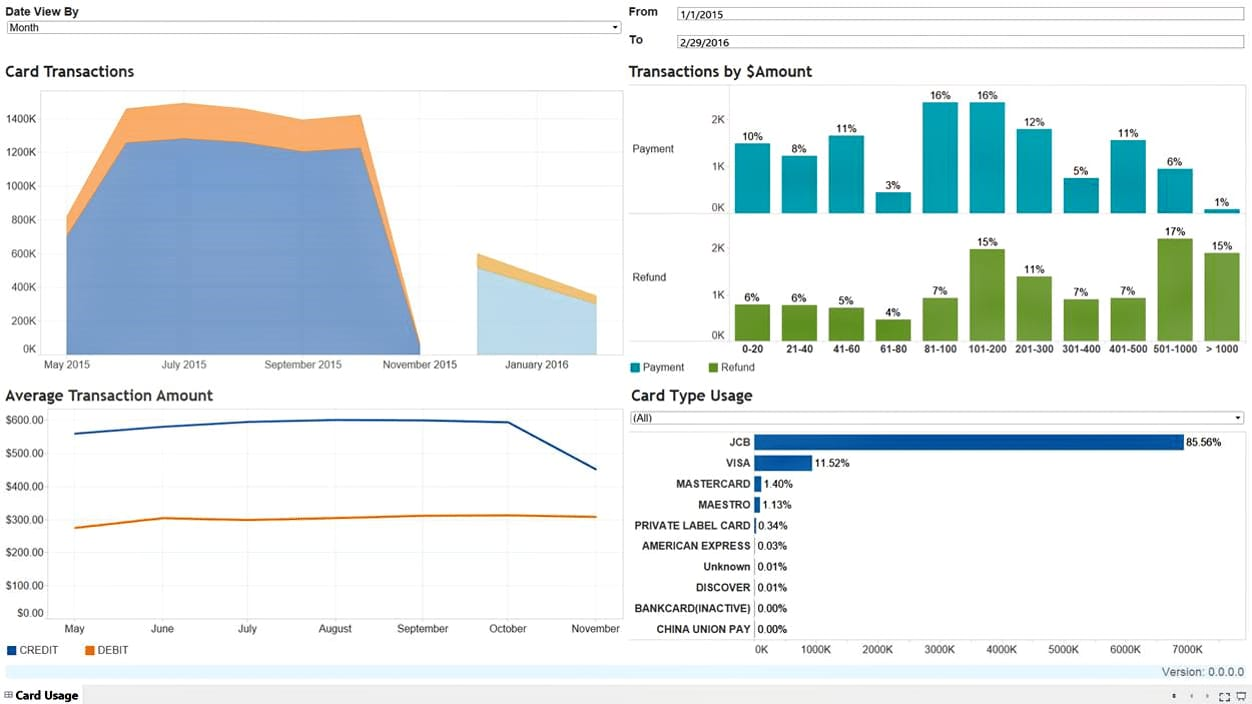 Date View By
Month
From
1/1/2015
To
2/29/2016
Card Transactions
1400K
1200K
1000K
800K
600K
400K
200K
0K
May 2015 July 2015 September 2015 November 2015 January 2016
Transactions by $Amount
Payment
2K
1K
0K
10% 8% 11% 3% 16% 16% 12% 5% 11% 6% 1%
Refund
2K
1K
0K
6% 6% 5% 4% 7% 15% 11% 7% 7% 17% 15%
0-20 21-40 41-60 61-80 81-100 101-200 201-300 301-400 401-500 501-1000 > 1000
Payment Refund
Average Transaction Amount
$600.00
$500.00
$400.00
$300.00
$200.00
$100.00
$0.00
May June July August September October November
CREDIT DEBIT
Card Type Usage
(All)
JCB 85.56%
VISA 11.52%
MASTERCARD 1.40%
MAESTRO 1.13%
PRIVATE LABEL CARD 0.34%
AMERICAN EXPRESS 0.03%
Unknown 0.01%
DISCOVER 0.01%
BANKCARD(INACTIVE) 0.00%
CHINA UNION PAY 0.00%
0K 1000K 2000K 3000K 4000K 5000K 6000K 7000K
Version: 0.0.0.0
Card Usage